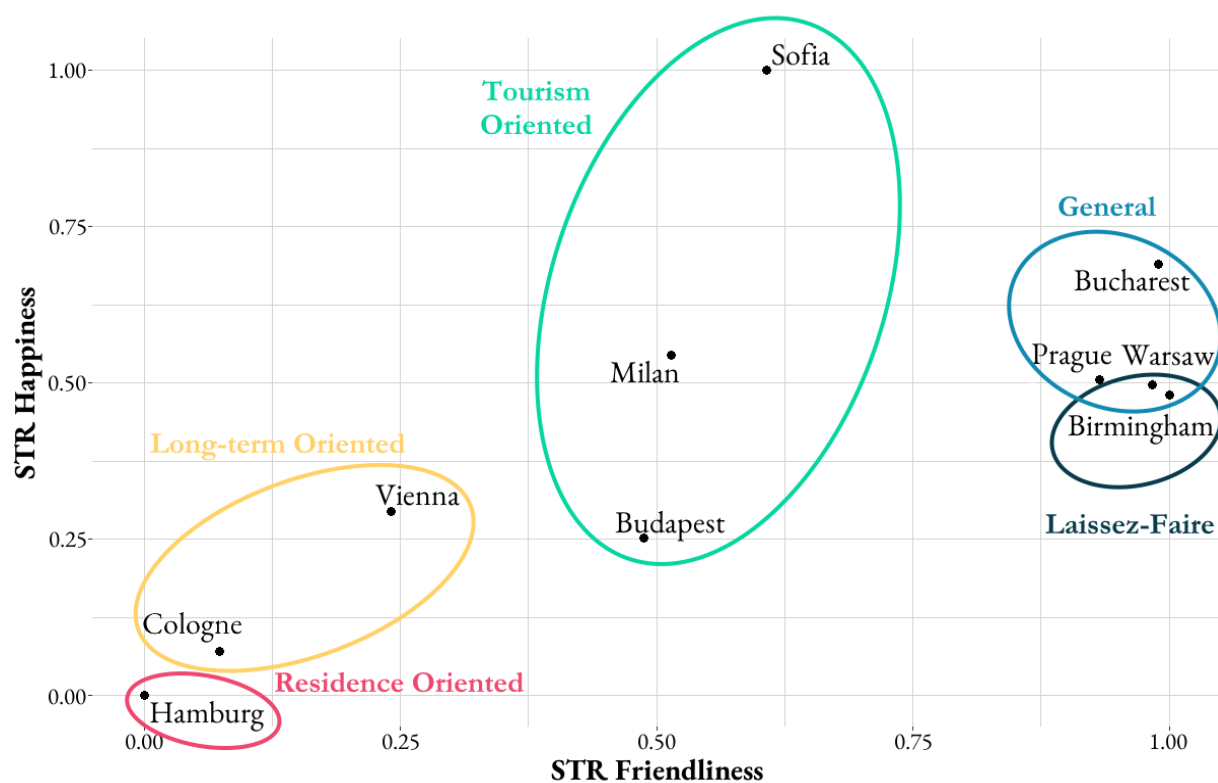 Sofia
1.00
Tourism
Oriented
0.75
General
Bucharest
STR Happiness
Prague
Warsaw
0.50
Milan
Birmingham
Long-term Oriented
Vienna
Budapest
Laissez-Faire
0.25
Cologne
Residence Oriented
0.00
Hamburg
0.00
0.25
0.50
0.75
1.00
STR Friendliness